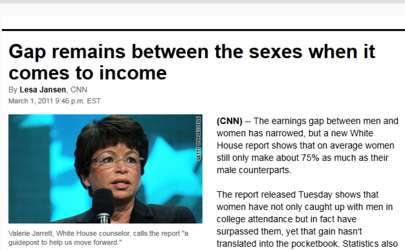 Gap remains between the sexes when it
comes to income
By Lesa Jansen, CNN
March 1, 2011 9:46 p.m. EST
Valerie Jarrett, White House counselor, calls the report "a
guidepost to help us move forward."
(CNN) -- The earnings gap between men and
women has narrowed, but a new White
House report shows that on average women
still only make about 75% as much as their
male counterparts.
The report released Tuesday shows that
women have not only caught up with men in
college attendance but in fact have
surpassed them, yet that gain hasn't
translated into the pocketbook. Statistics also